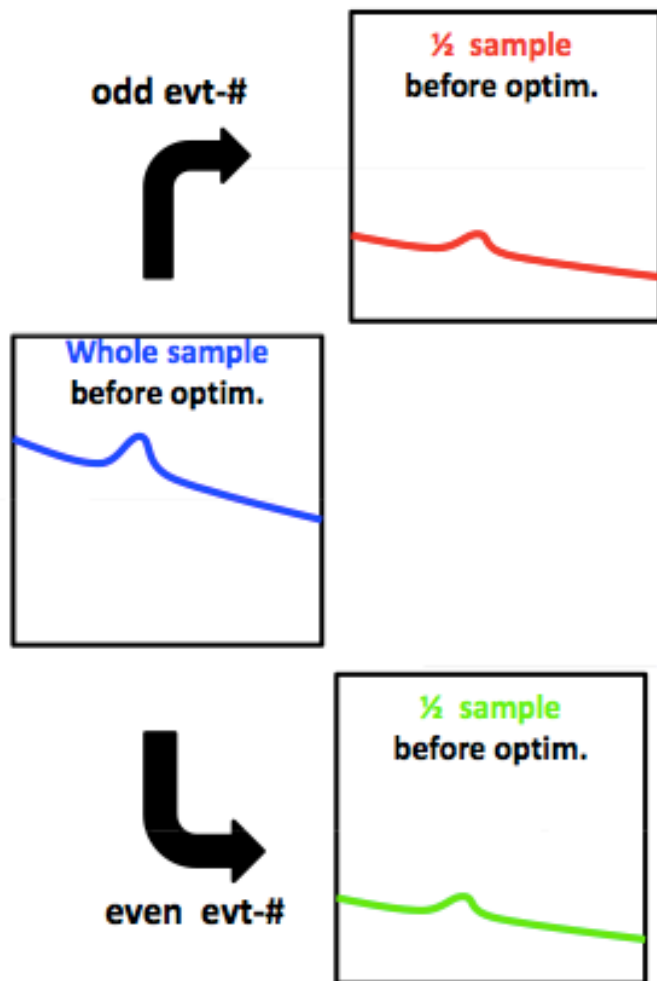 ½ sample
before optim.
odd evt-#
Whole sample
before optim.
½ sample
before optim.
even evt-#